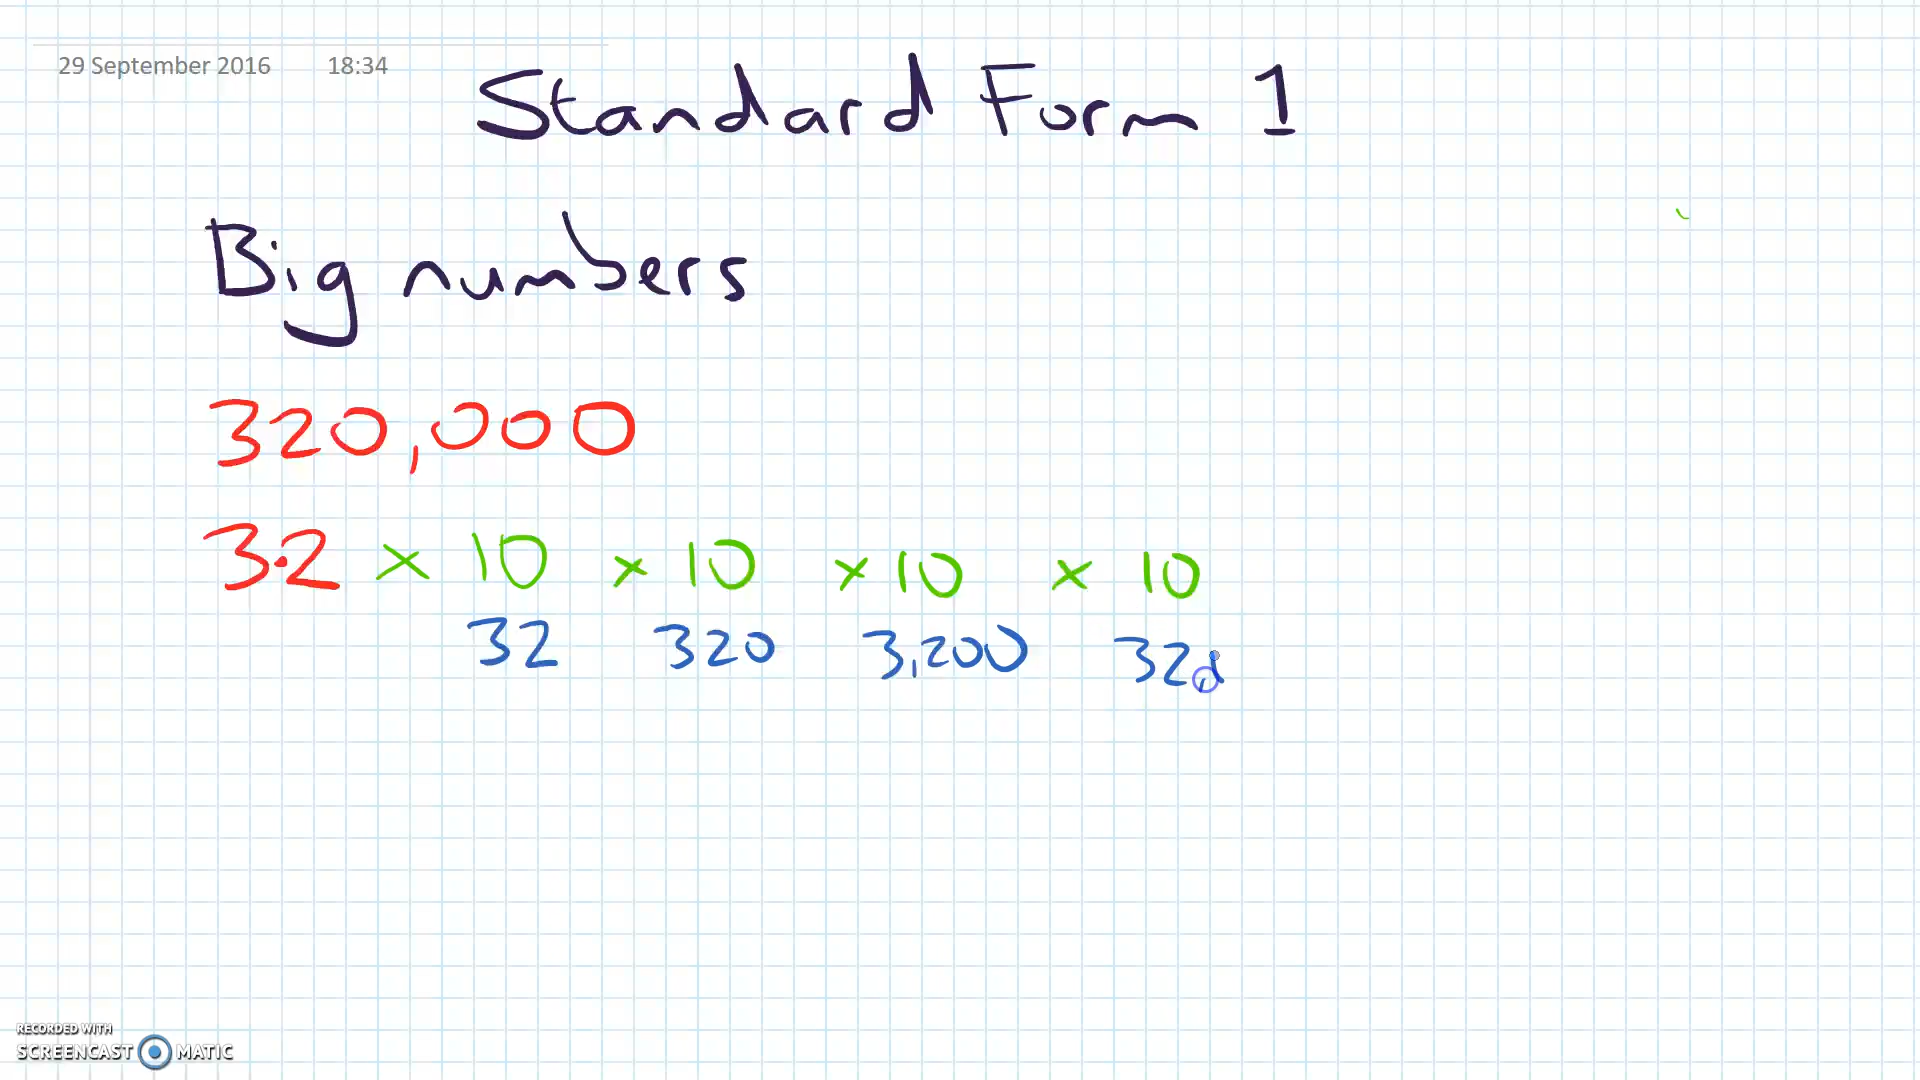 29 September 2016 18:34
Standard Form 1
Big numbers
320,000
3·2 × 10 × 10 × 10 × 10
32 320 3,200 32,
RECORDED WITH
SCREENCAST MATIC